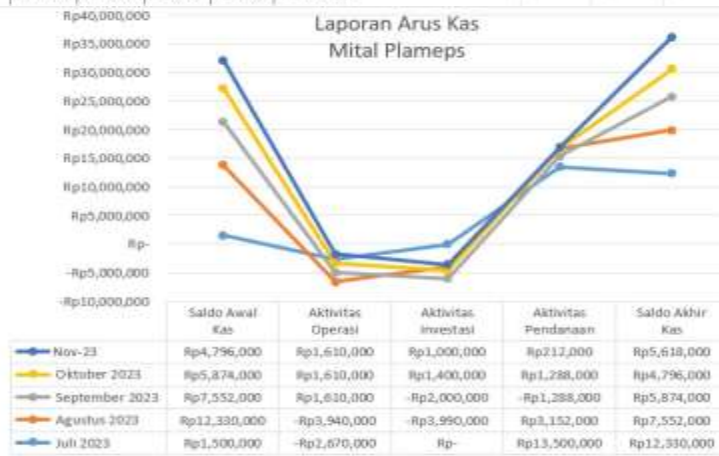 Laporan Arus Kas
Mital Plameps
Rp40,000,000
Rp35,000,000
Rp30,000,000
Rp25,000,000
Rp20,000,000
Rp15,000,000
Rp10,000,000
Rp5,000,000
Rp-
-Rp5,000,000
-Rp10,000,000
Saldo Awal Kas
Aktivitas Operasi
Aktivitas Investasi
Aktivitas Pendanaan
Saldo Akhir Kas
Nov-23 Rp4,796,000 Rp1,610,000 Rp1,000,000 Rp212,000 Rp5,618,000
Oktober 2023 Rp5,874,000 Rp1,610,000 Rp1,400,000 Rp1,288,000 Rp4,796,000
September 2023 Rp7,552,000 Rp1,610,000 -Rp2,000,000 -Rp1,288,000 Rp5,874,000
Agustus 2023 Rp12,330,000 -Rp3,940,000 -Rp3,990,000 Rp3,152,000 Rp7,552,000
Juli 2023 Rp1,500,000 -Rp2,670,000 Rp- Rp13,500,000 Rp12,330,000